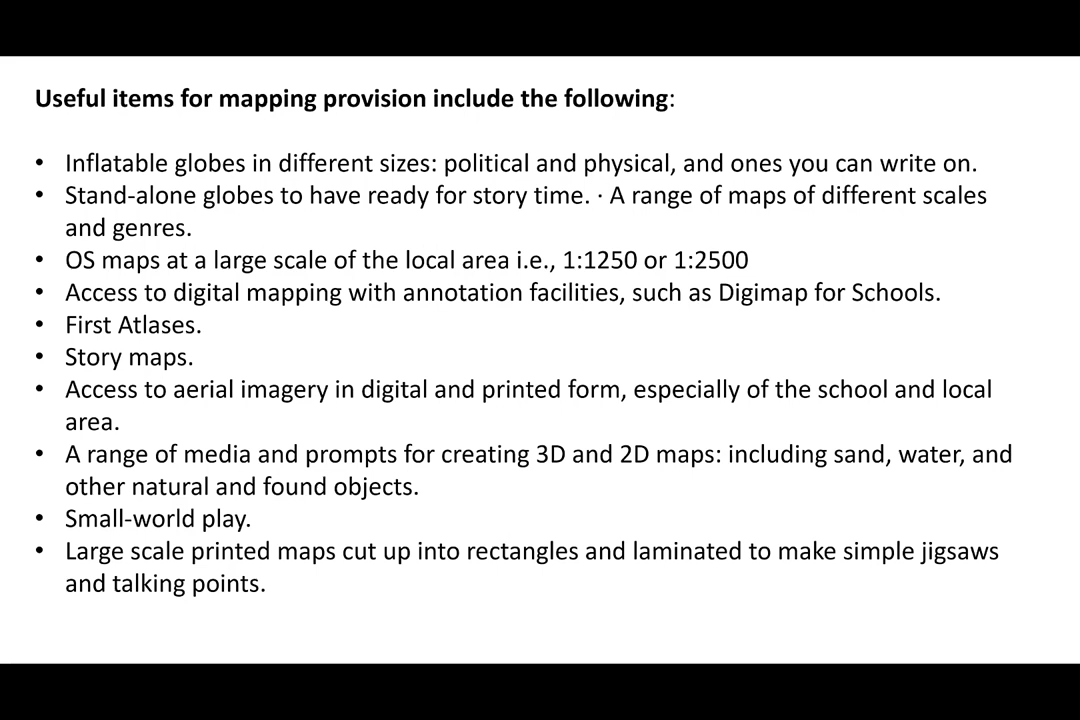 Useful items for mapping provision include the following:
• Inflatable globes in different sizes: political and physical, and ones you can write on.
• Stand-alone globes to have ready for story time. · A range of maps of different scales
and genres.
• OS maps at a large scale of the local area i.e., 1:1250 or 1:2500
• Access to digital mapping with annotation facilities, such as Digimap for Schools.
• First Atlases.
• Story maps.
• Access to aerial imagery in digital and printed form, especially of the school and local
area.
• A range of media and prompts for creating 3D and 2D maps: including sand, water, and
other natural and found objects.
• Small-world play.
• Large scale printed maps cut up into rectangles and laminated to make simple jigsaws
and talking points.